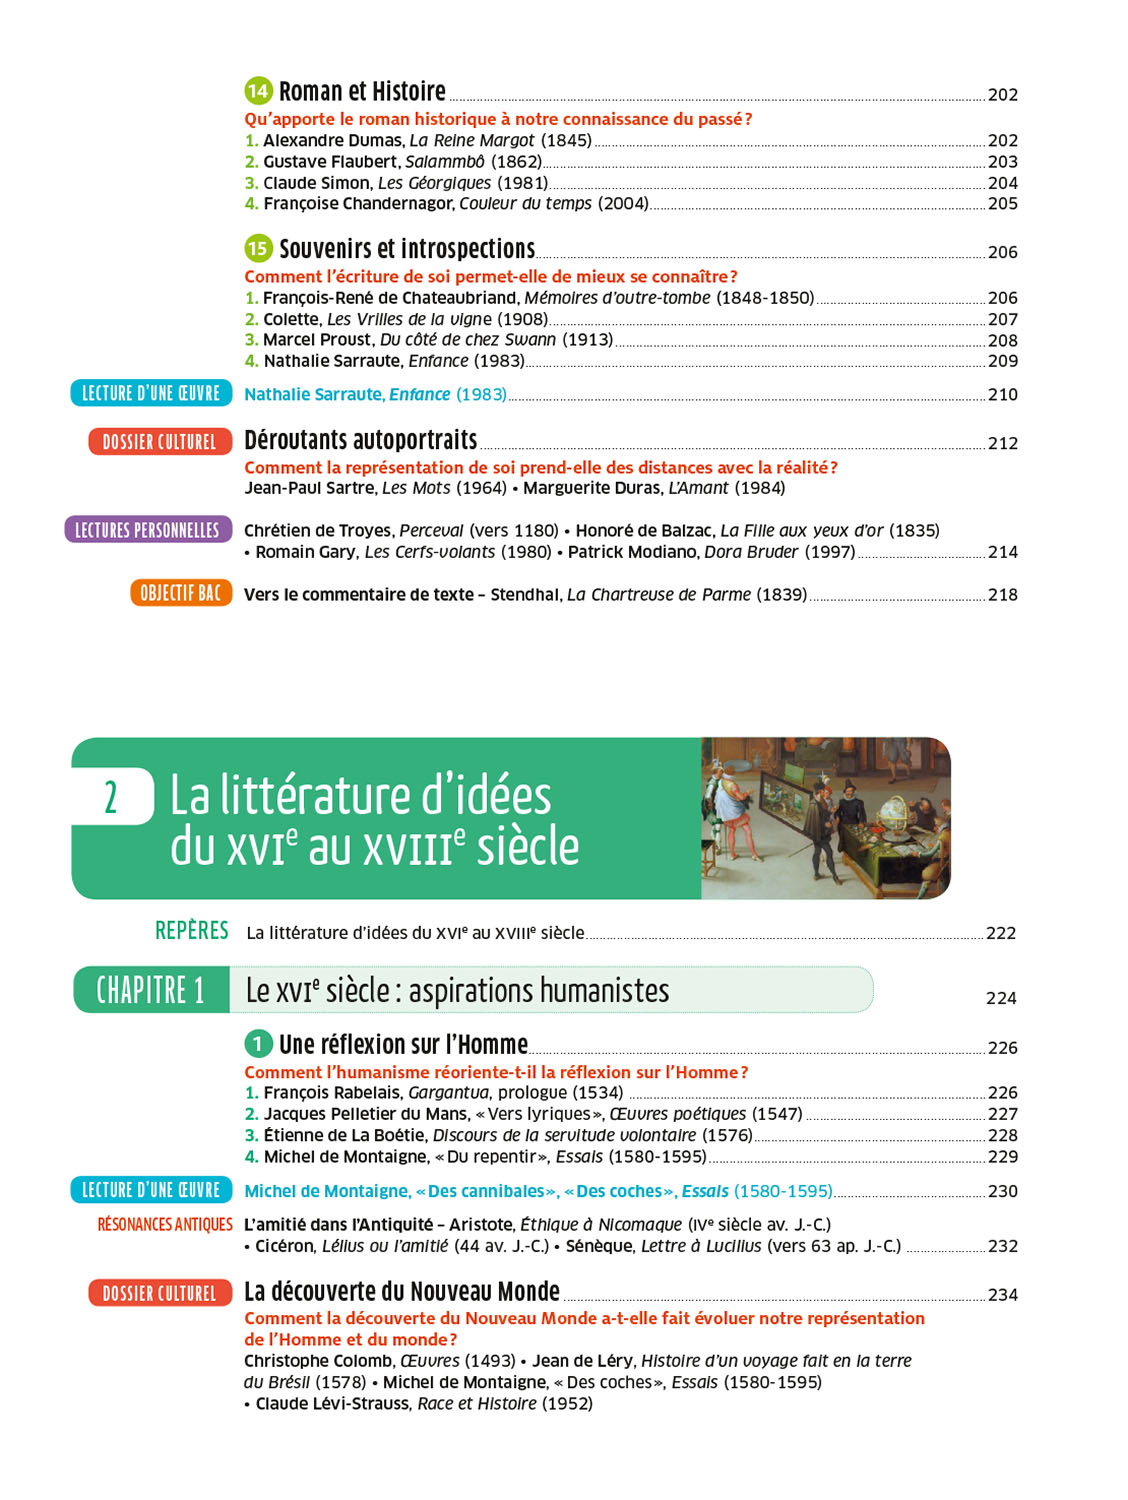 14 Roman et Histoire 202
Qu'apporte le roman historique à notre connaissance du passé ?
1. Alexandre Dumas, La Reine Margot (1845) 202
2. Gustave Flaubert, Salammbô (1862) 203
3. Claude Simon, Les Géorgiques (1981) 204
4. Françoise Chandernagor, Couleur du temps (2004) 205
15 Souvenirs et introspections 206
Comment l'écriture de soi permet-elle de mieux se connaître ?
1. François-René de Chateaubriand, Mémoires d'outre-tombe (1848-1850) 206
2. Colette, Les Vrilles de la vigne (1908) 207
3. Marcel Proust, Du côté de chez Swann (1913) 208
4. Nathalie Sarraute, Enfance (1983) 209
LECTURE D'UNE ŒUVRE Nathalie Sarraute, Enfance (1983) 210
DOSSIER CULTUREL Déroutants autoportraits 212
Comment la représentation de soi prend-elle des distances avec la réalité ?
Jean-Paul Sartre, Les Mots (1964) • Marguerite Duras, L'Amant (1984)
LECTURES PERSONNELLES Chrétien de Troyes, Perceval (vers 1180) • Honoré de Balzac, La Fille aux yeux d'or (1835)
• Romain Gary, Les Cerfs-volants (1980) • Patrick Modiano, Dora Bruder (1997) 214
OBJECTIF BAC Vers le commentaire de texte – Stendhal, La Chartreuse de Parme (1839) 218
2 La littérature d'idées
du XVIe au XVIIIe siècle
REPÈRES La littérature d'idées du XVIe au XVIIIe siècle 222
CHAPITRE 1 Le XVIe siècle : aspirations humanistes 224
1 Une réflexion sur l'Homme 226
Comment l'humanisme réoriente-t-il la réflexion sur l'Homme ?
1. François Rabelais, Gargantua, prologue (1534) 226
2. Jacques Pelletier du Mans, « Vers lyriques », Œuvres poétiques (1547) 227
3. Étienne de La Boétie, Discours de la servitude volontaire (1576) 228
4. Michel de Montaigne, « Du repentir », Essais (1580-1595) 229
LECTURE D'UNE ŒUVRE Michel de Montaigne, « Des cannibales », « Des coches », Essais (1580-1595) 230
RÉSONANCES ANTIQUES L'amitié dans l'Antiquité – Aristote, Éthique à Nicomaque (IVe siècle av. J.-C.)
• Cicéron, Lélius ou l'amitié (44 av. J.-C.) • Sénèque, Lettre à Lucilius (vers 63 ap. J.-C.) 232
DOSSIER CULTUREL La découverte du Nouveau Monde 234
Comment la découverte du Nouveau Monde a-t-elle fait évoluer notre représentation
de l'Homme et du monde ?
Christophe Colomb, Œuvres (1493) • Jean de Léry, Histoire d'un voyage fait en la terre
du Brésil (1578) • Michel de Montaigne, « Des coches », Essais (1580-1595)
• Claude Lévi-Strauss, Race et Histoire (1952)